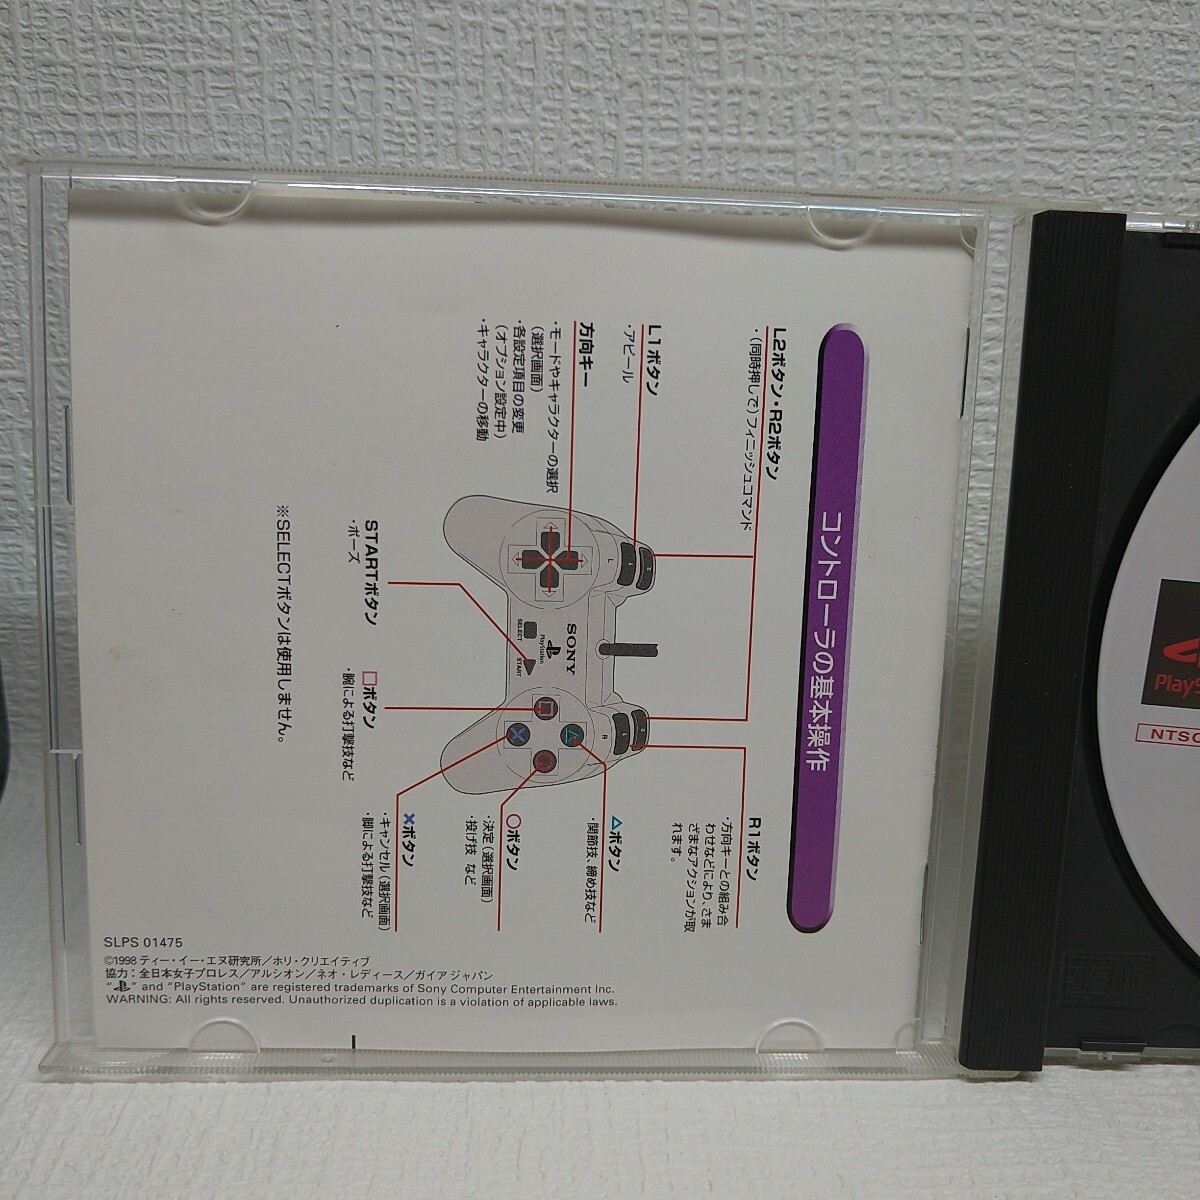 コントローラの基本操作
L2ボタン・R2ボタン
・(同時押しで)フィニッシュコマンド
L1ボタン
・アピール
方向キー
・モードやキャラクターの選択
(選択画面)
・各設定項目の変更
(オプション設定中)
・キャラクターの移動
STARTボタン
・ポーズ
※SELECTボタンは使用しません。
R1ボタン
・方向キーとの組み合
わせなどにより、さま
ざまなアクションが取
れます。
△ボタン
・関節技、締め技など
○ボタン
・決定(選択画面)
・投げ技 など
×ボタン
・キャンセル(選択画面)
・脚による打撃技など
□ボタン
・腕による打撃技など
SONY
PlayStation
SELECT
START
L
R
SLPS 01475
©1998 ティー・イー・エヌ研究所／ホリ・クリエイティブ
協力：全日本女子プロレス／アルシオン／ネオ・レディース／ガイア ジャパン
" " and "PlayStation" are registered trademarks of Sony Computer Entertainment Inc.
WARNING: All rights reserved. Unauthorized duplication is a violation of applicable laws.